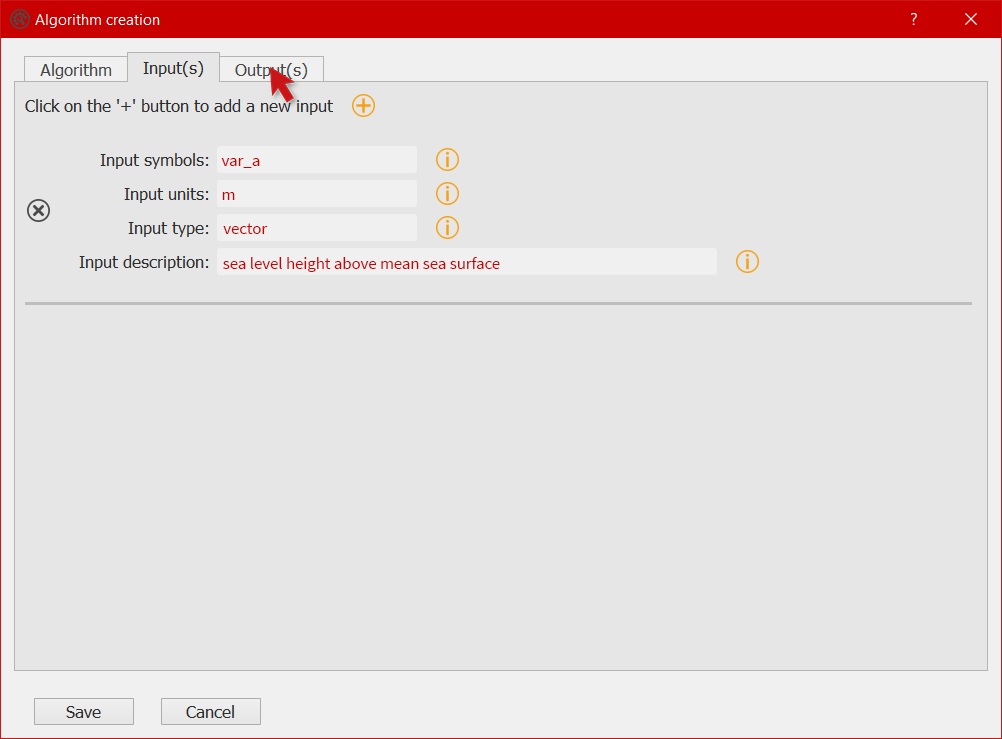 Algorithm creation ?
Algorithm Input(s) Output(s)
Click on the '+' button to add a new input
Input symbols: var_a
Input units: m
Input type: vector
Input description: sea level height above mean sea surface
Save Cancel